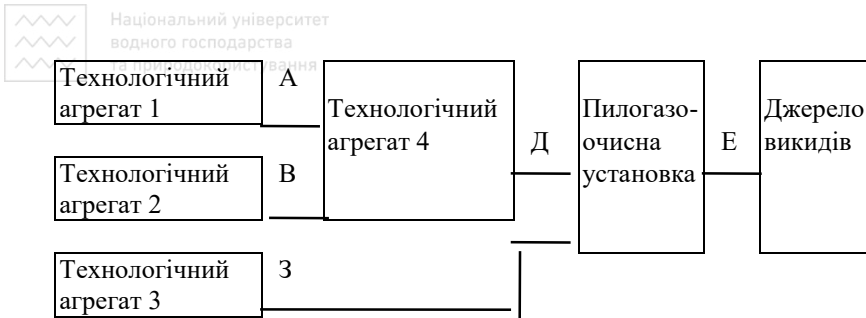 Національний університет
водного господарства
та природокористування
Технологічний
агрегат 1
А
Технологічний
агрегат 2
В
Технологічний
агрегат 3
З
Технологічний
агрегат 4
Д
Пилогазо-
очисна
установка
Е
Джерело
викидів